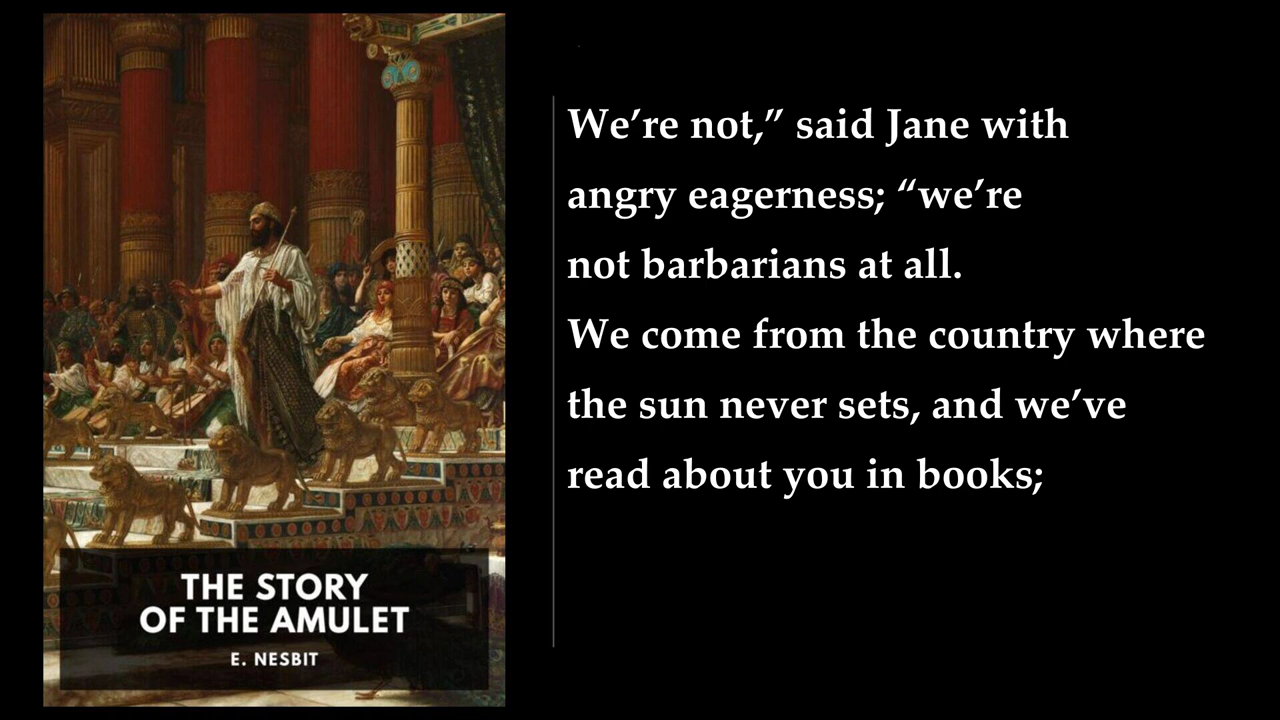 THE STORY
OF THE AMULET
E. NESBIT
We’re not,” said Jane with
angry eagerness; “we’re
not barbarians at all.
We come from the country where
the sun never sets, and we’ve
read about you in books;